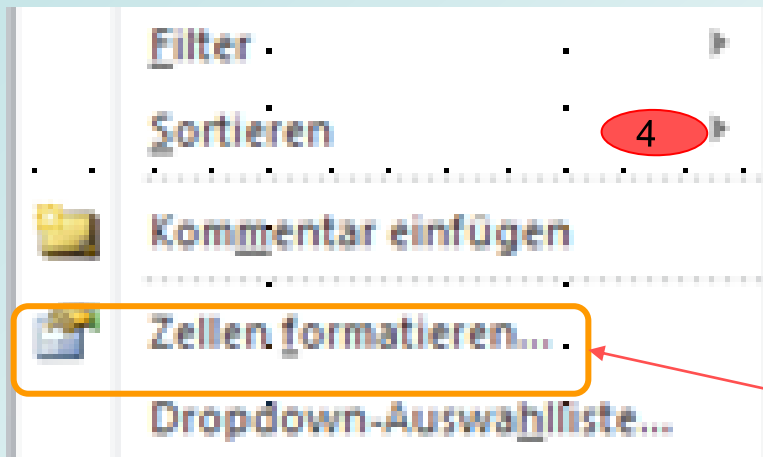 Filter
Sortieren 4
Kommentar einfügen
Zellen formatieren...
Dropdown-Auswahlliste...